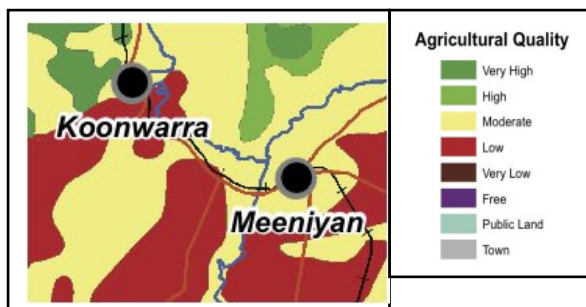 Koonwarra
Meeniyan
Agricultural Quality
Very High
High
Moderate
Low
Very Low
Free
Public Land
Town